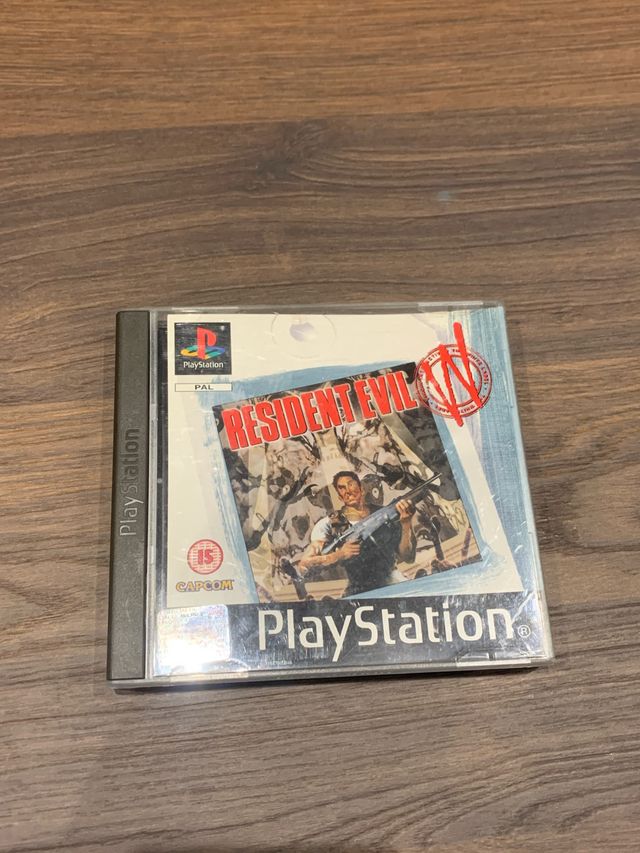 PlayStation
PlayStation
PAL
RESIDENT EVIL
W
15
CAPCOM
PlayStation®